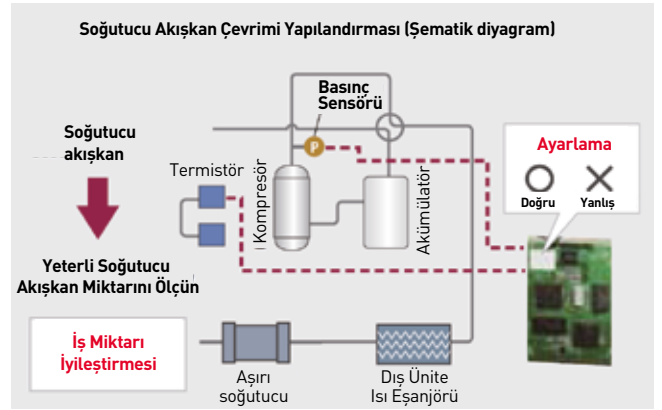 Soğutucu Akışkan Çevrimi Yapılandırması (Şematik diyagram)
Basınç
Sensörü
P
Soğutucu
akışkan
Termistör
Kompresör
Akümülatör
Ayarlama
Doğru
Yanlış
Yeterli Soğutucu
Akışkan Miktarını Ölçün
İş Miktarı
İyileştirmesi
Aşırı
soğutucu
Dış Ünite
Isı Eşanjörü